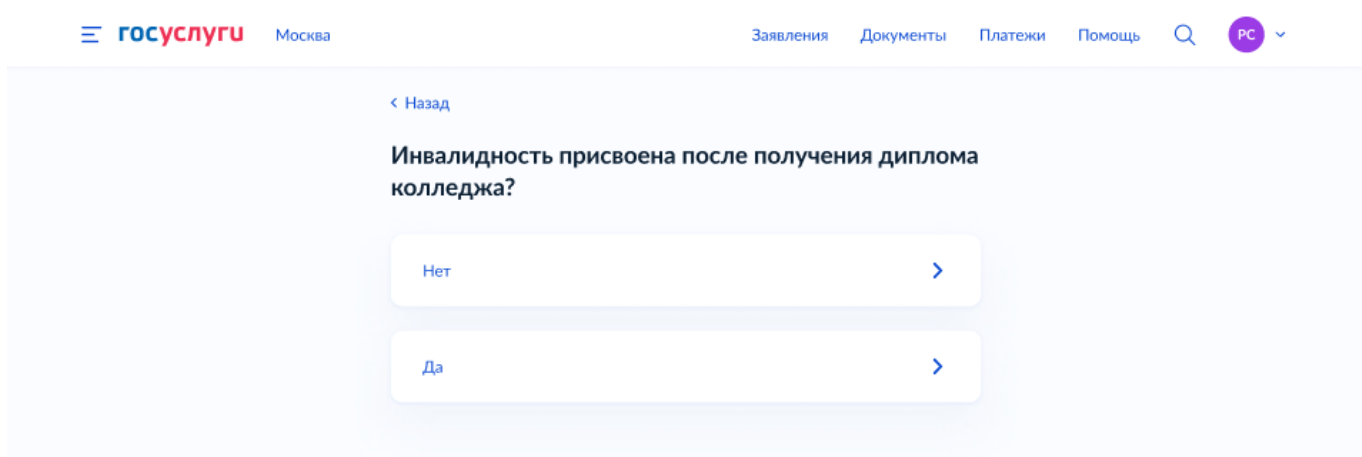 госуслуги Москва Заявления Документы Платежи Помощь РС
Назад
Инвалидность присвоена после получения диплома
колледжа?
Нет
Да